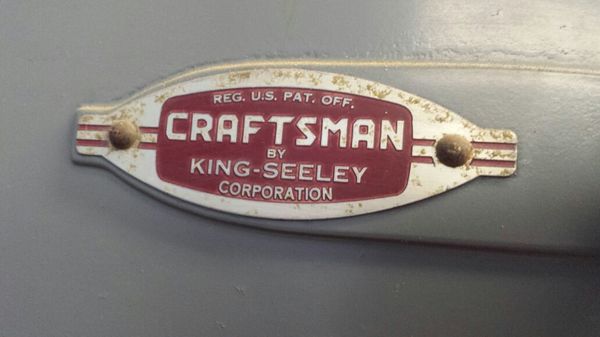 REG. U.S. PAT. OFF.
CRAFTSMAN
BY
KING-SEELEY
CORPORATION